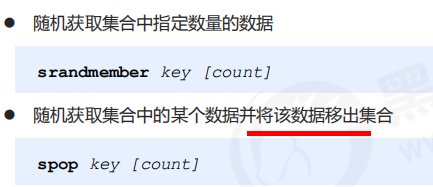 ● 随机获取集合中指定数量的数据
srandmember key [count]
● 随机获取集合中的某个数据并将该数据移出集合
spop key [count]
黑